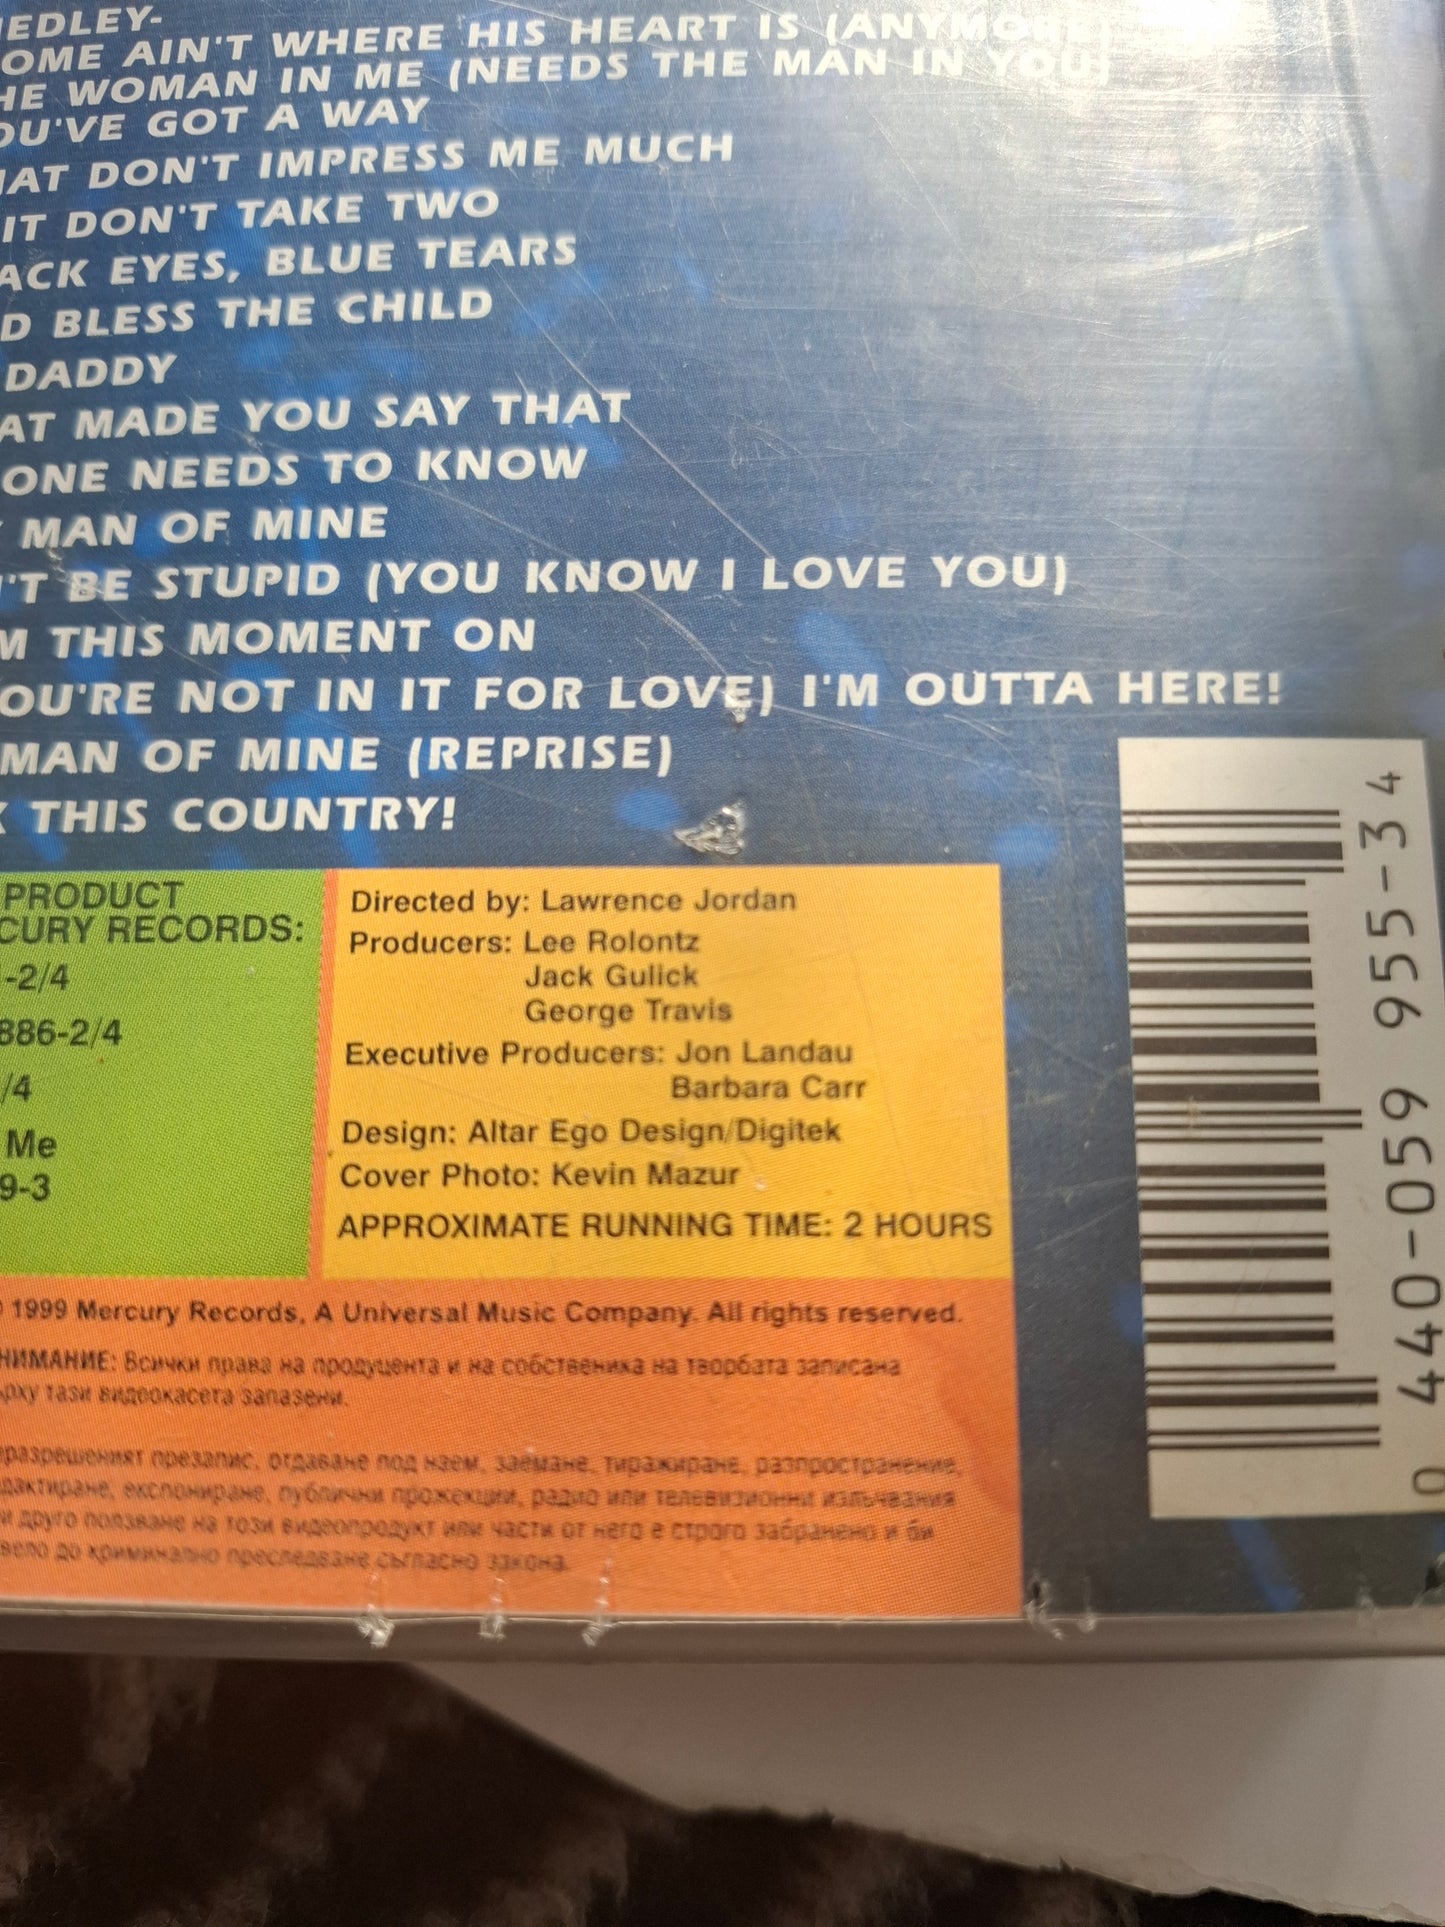 MEDLEY-
OME AIN'T WHERE HIS HEART IS (ANYMORE)
HE WOMAN IN ME (NEEDS THE MAN IN YOU)
OU'VE GOT A WAY
HAT DON'T IMPRESS ME MUCH
IT DON'T TAKE TWO
ACK EYES, BLUE TEARS
D BLESS THE CHILD
DADDY
AT MADE YOU SAY THAT
ONE NEEDS TO KNOW
MAN OF MINE
'T BE STUPID (YOU KNOW I LOVE YOU)
M THIS MOMENT ON
OU'RE NOT IN IT FOR LOVE) I'M OUTTA HERE!
MAN OF MINE (REPRISE)
K THIS COUNTRY!
PRODUCT
CURY RECORDS:
-2/4
886-2/4
/4
Me
9-3
Directed by: Lawrence Jordan
Producers: Lee Rolontz
Jack Gulick
George Travis
Executive Producers: Jon Landau
Barbara Carr
Design: Altar Ego Design/Digitek
Cover Photo: Kevin Mazur
APPROXIMATE RUNNING TIME: 2 HOURS
1999 Mercury Records, A Universal Music Company. All rights reserved.
НИМАНИЕ: Всички права на продуцента и на собственика на творбата записана
рху тази видеокасета запазени.
разрешеният презапис, отдаване под наем, заемане, тиражиране, разпространение,
дактиране, експониране, публични прожекции, радио или телевизионни излъчвания
и друго ползване на този видеопродукт или части от него е строго забранено и би
вело до криминално преследване съгласно закона.
0 440-059 955-3 4